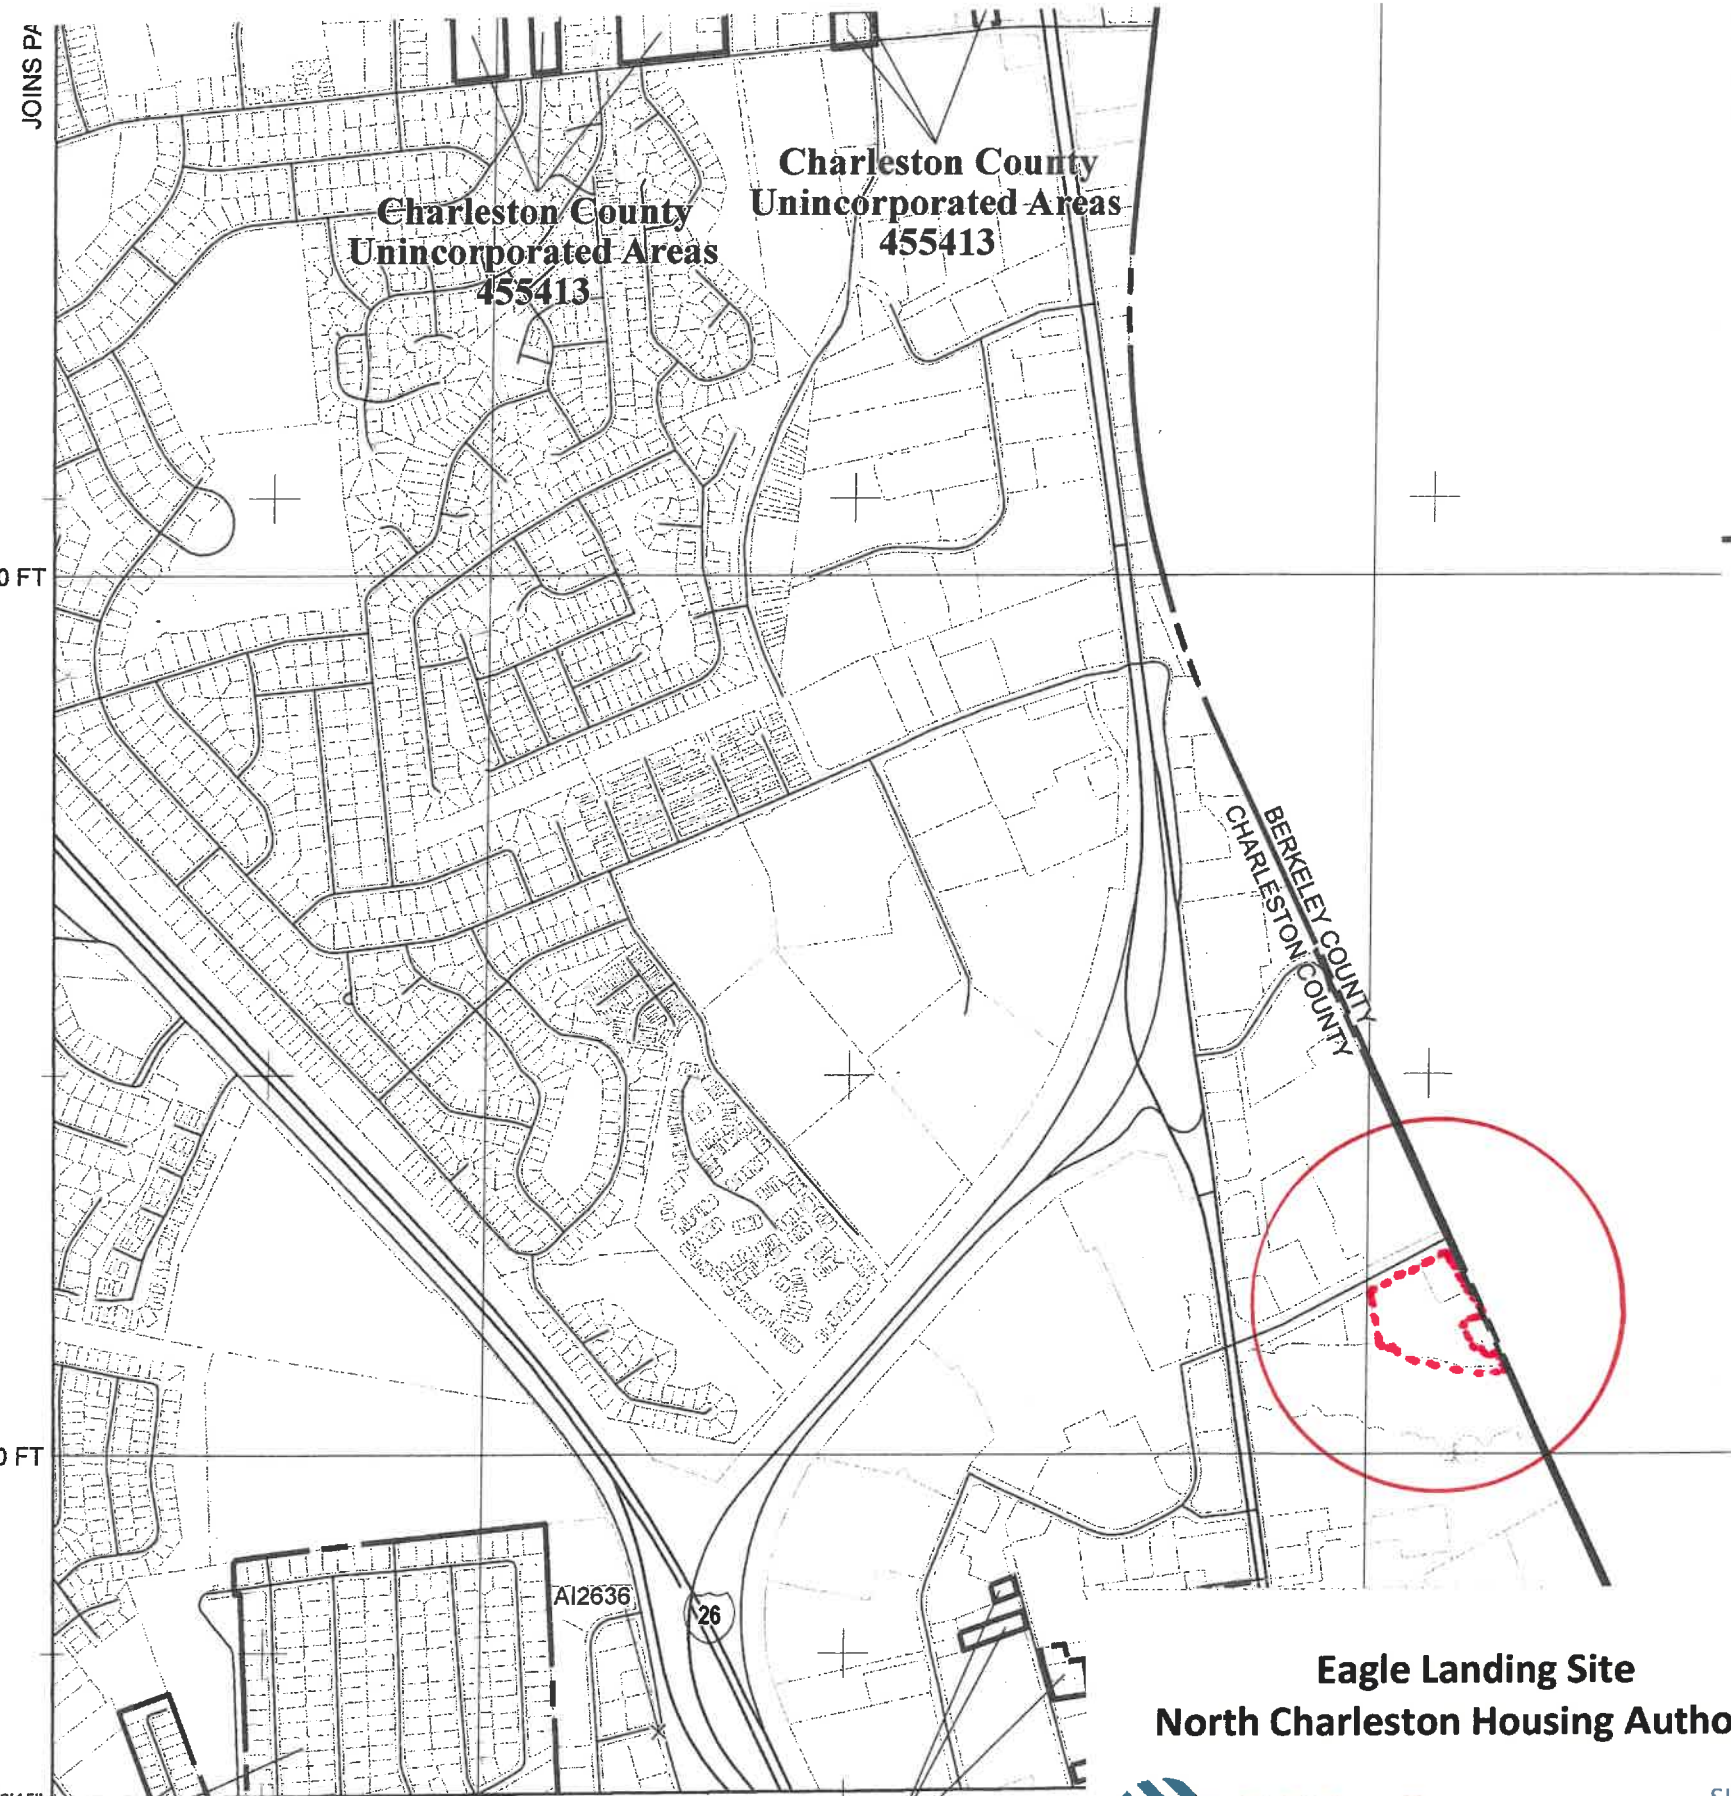 JOINS PA
Charleston County
Unincorporated Areas
455413
Charleston County
Unincorporated Areas
455413
0 FT
BERKELEY COUNTY
CHARLESTON COUNTY
0 FT
AI2636
26
Eagle Landing Site
North Charleston Housing Autho